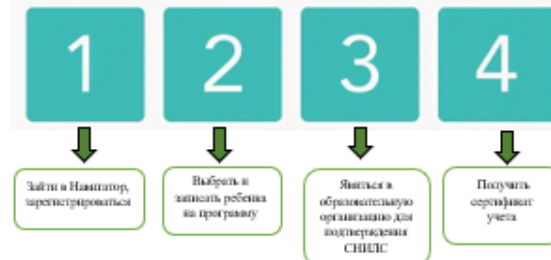 1
2
3
4
Зайти в Навигатор,
зарегистрироваться
Выбрать и
записать ребенка
на программу
Явиться в
образовательную
организацию для
подтверждения
СНИЛС
Получить
сертификат
учета